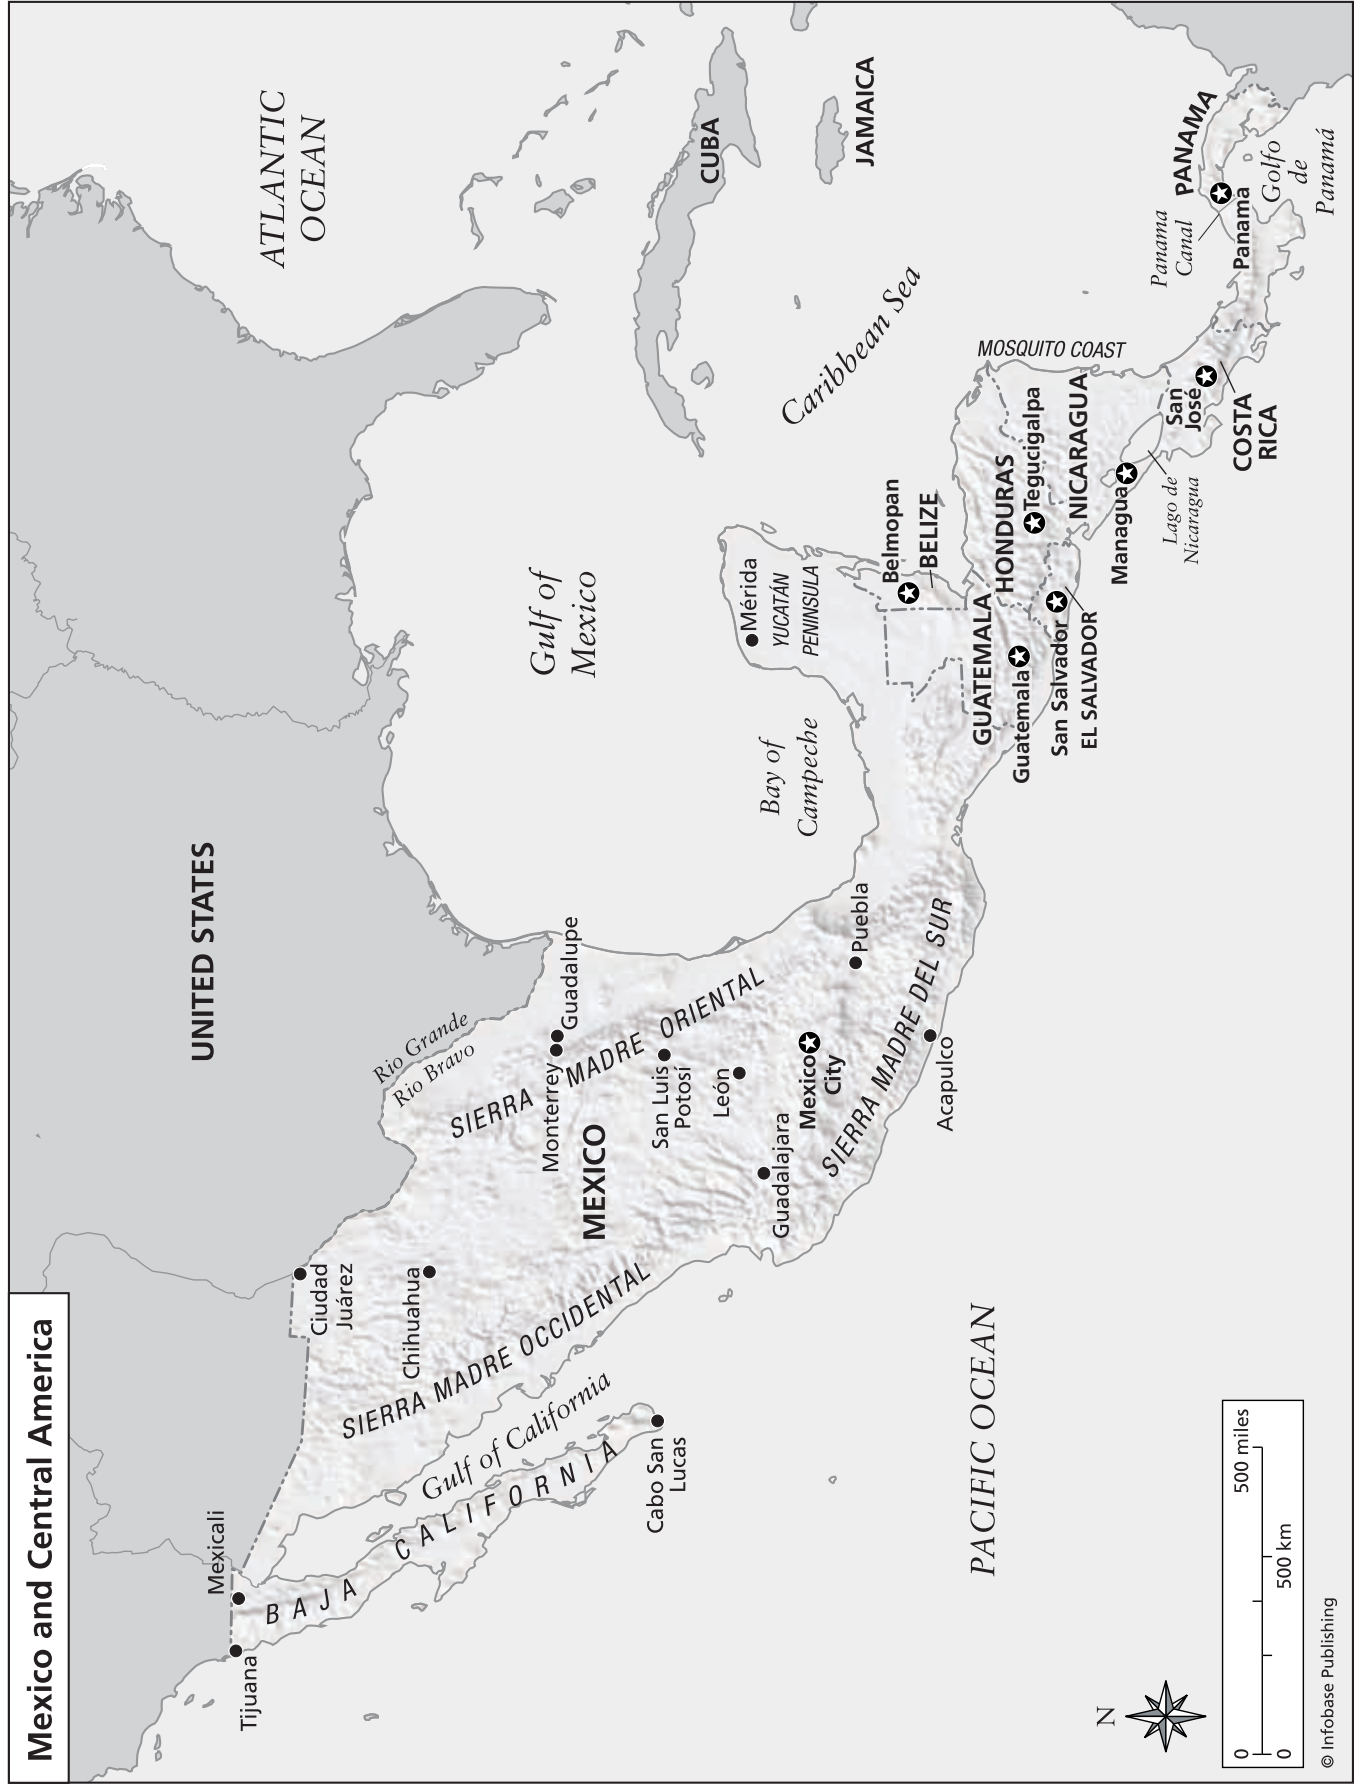 Mexico and Central America
UNITED STATES
ATLANTIC
OCEAN
Tijuana
Mexicali
Ciudad
Juárez
Chihuahua
Rio Grande
Rio Bravo
BAJA CALIFORNIA
Gulf of California
Cabo San
Lucas
SIERRA MADRE OCCIDENTAL
SIERRA MADRE ORIENTAL
Monterrey
Guadalupe
MEXICO
San Luis
Potosí
León
Guadalajara
Mexico
City
Puebla
SIERRA MADRE DEL SUR
Acapulco
Gulf of
Mexico
Bay of
Campeche
Mérida
YUCATÁN
PENINSULA
CUBA
JAMAICA
Caribbean Sea
Belmopan
BELIZE
GUATEMALA
Guatemala
HONDURAS
Tegucigalpa
San Salvador
EL SALVADOR
NICARAGUA
Managua
MOSQUITO COAST
Lago de
Nicaragua
San
José
COSTA
RICA
Panama
Canal
PANAMA
Panamá
Golfo
de
Panamá
PACIFIC OCEAN
N
0 500 miles
0 500 km
© Infobase Publishing